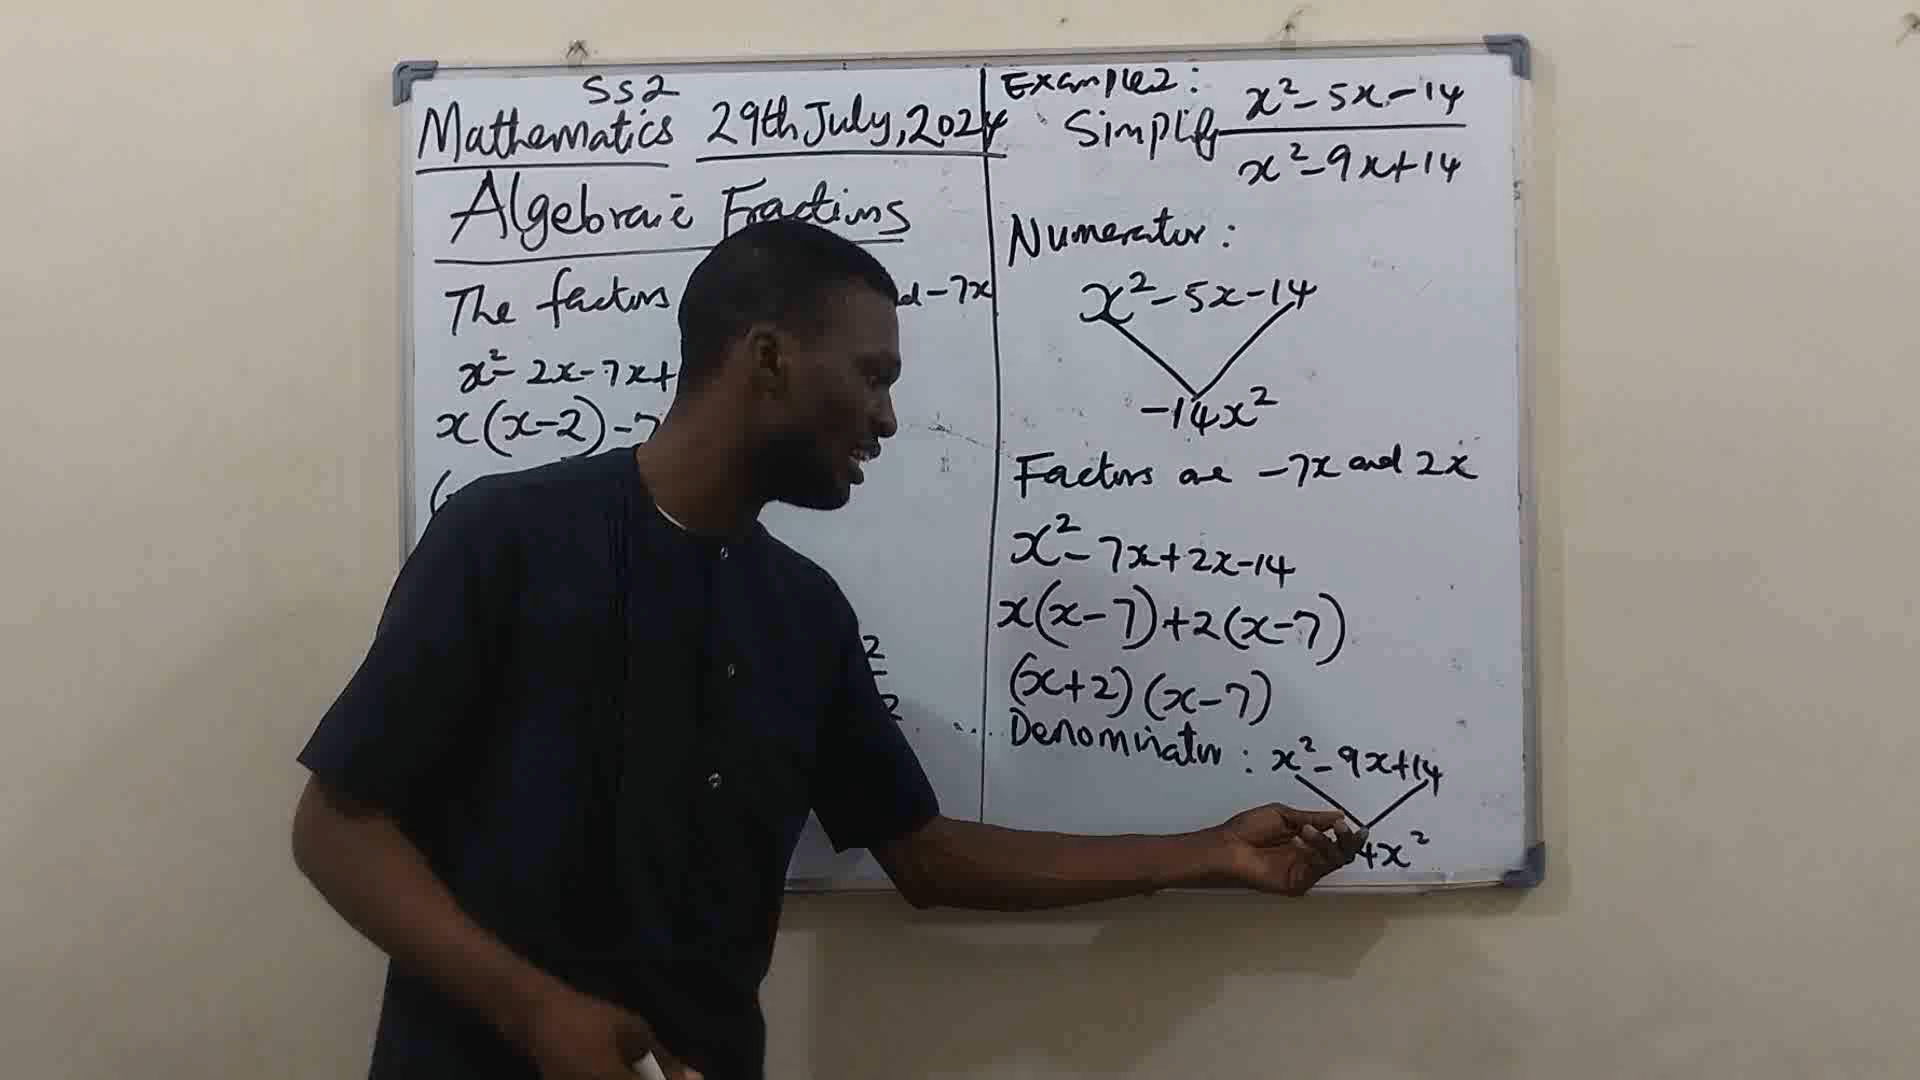 SS2
Mathematics 29th July, 2024
Algebraic Fractions
The factors -7x
x²-2x-7x+
x(x-2)-7
2
2
Example 2:
Simplify x²-5x-14 / x²-9x+14
Numerator:
x²-5x-14
-14x²
Factors are -7x and 2x
x²-7x+2x-14
x(x-7)+2(x-7)
(x+2)(x-7)
Denominator: x²-9x+14
4x²